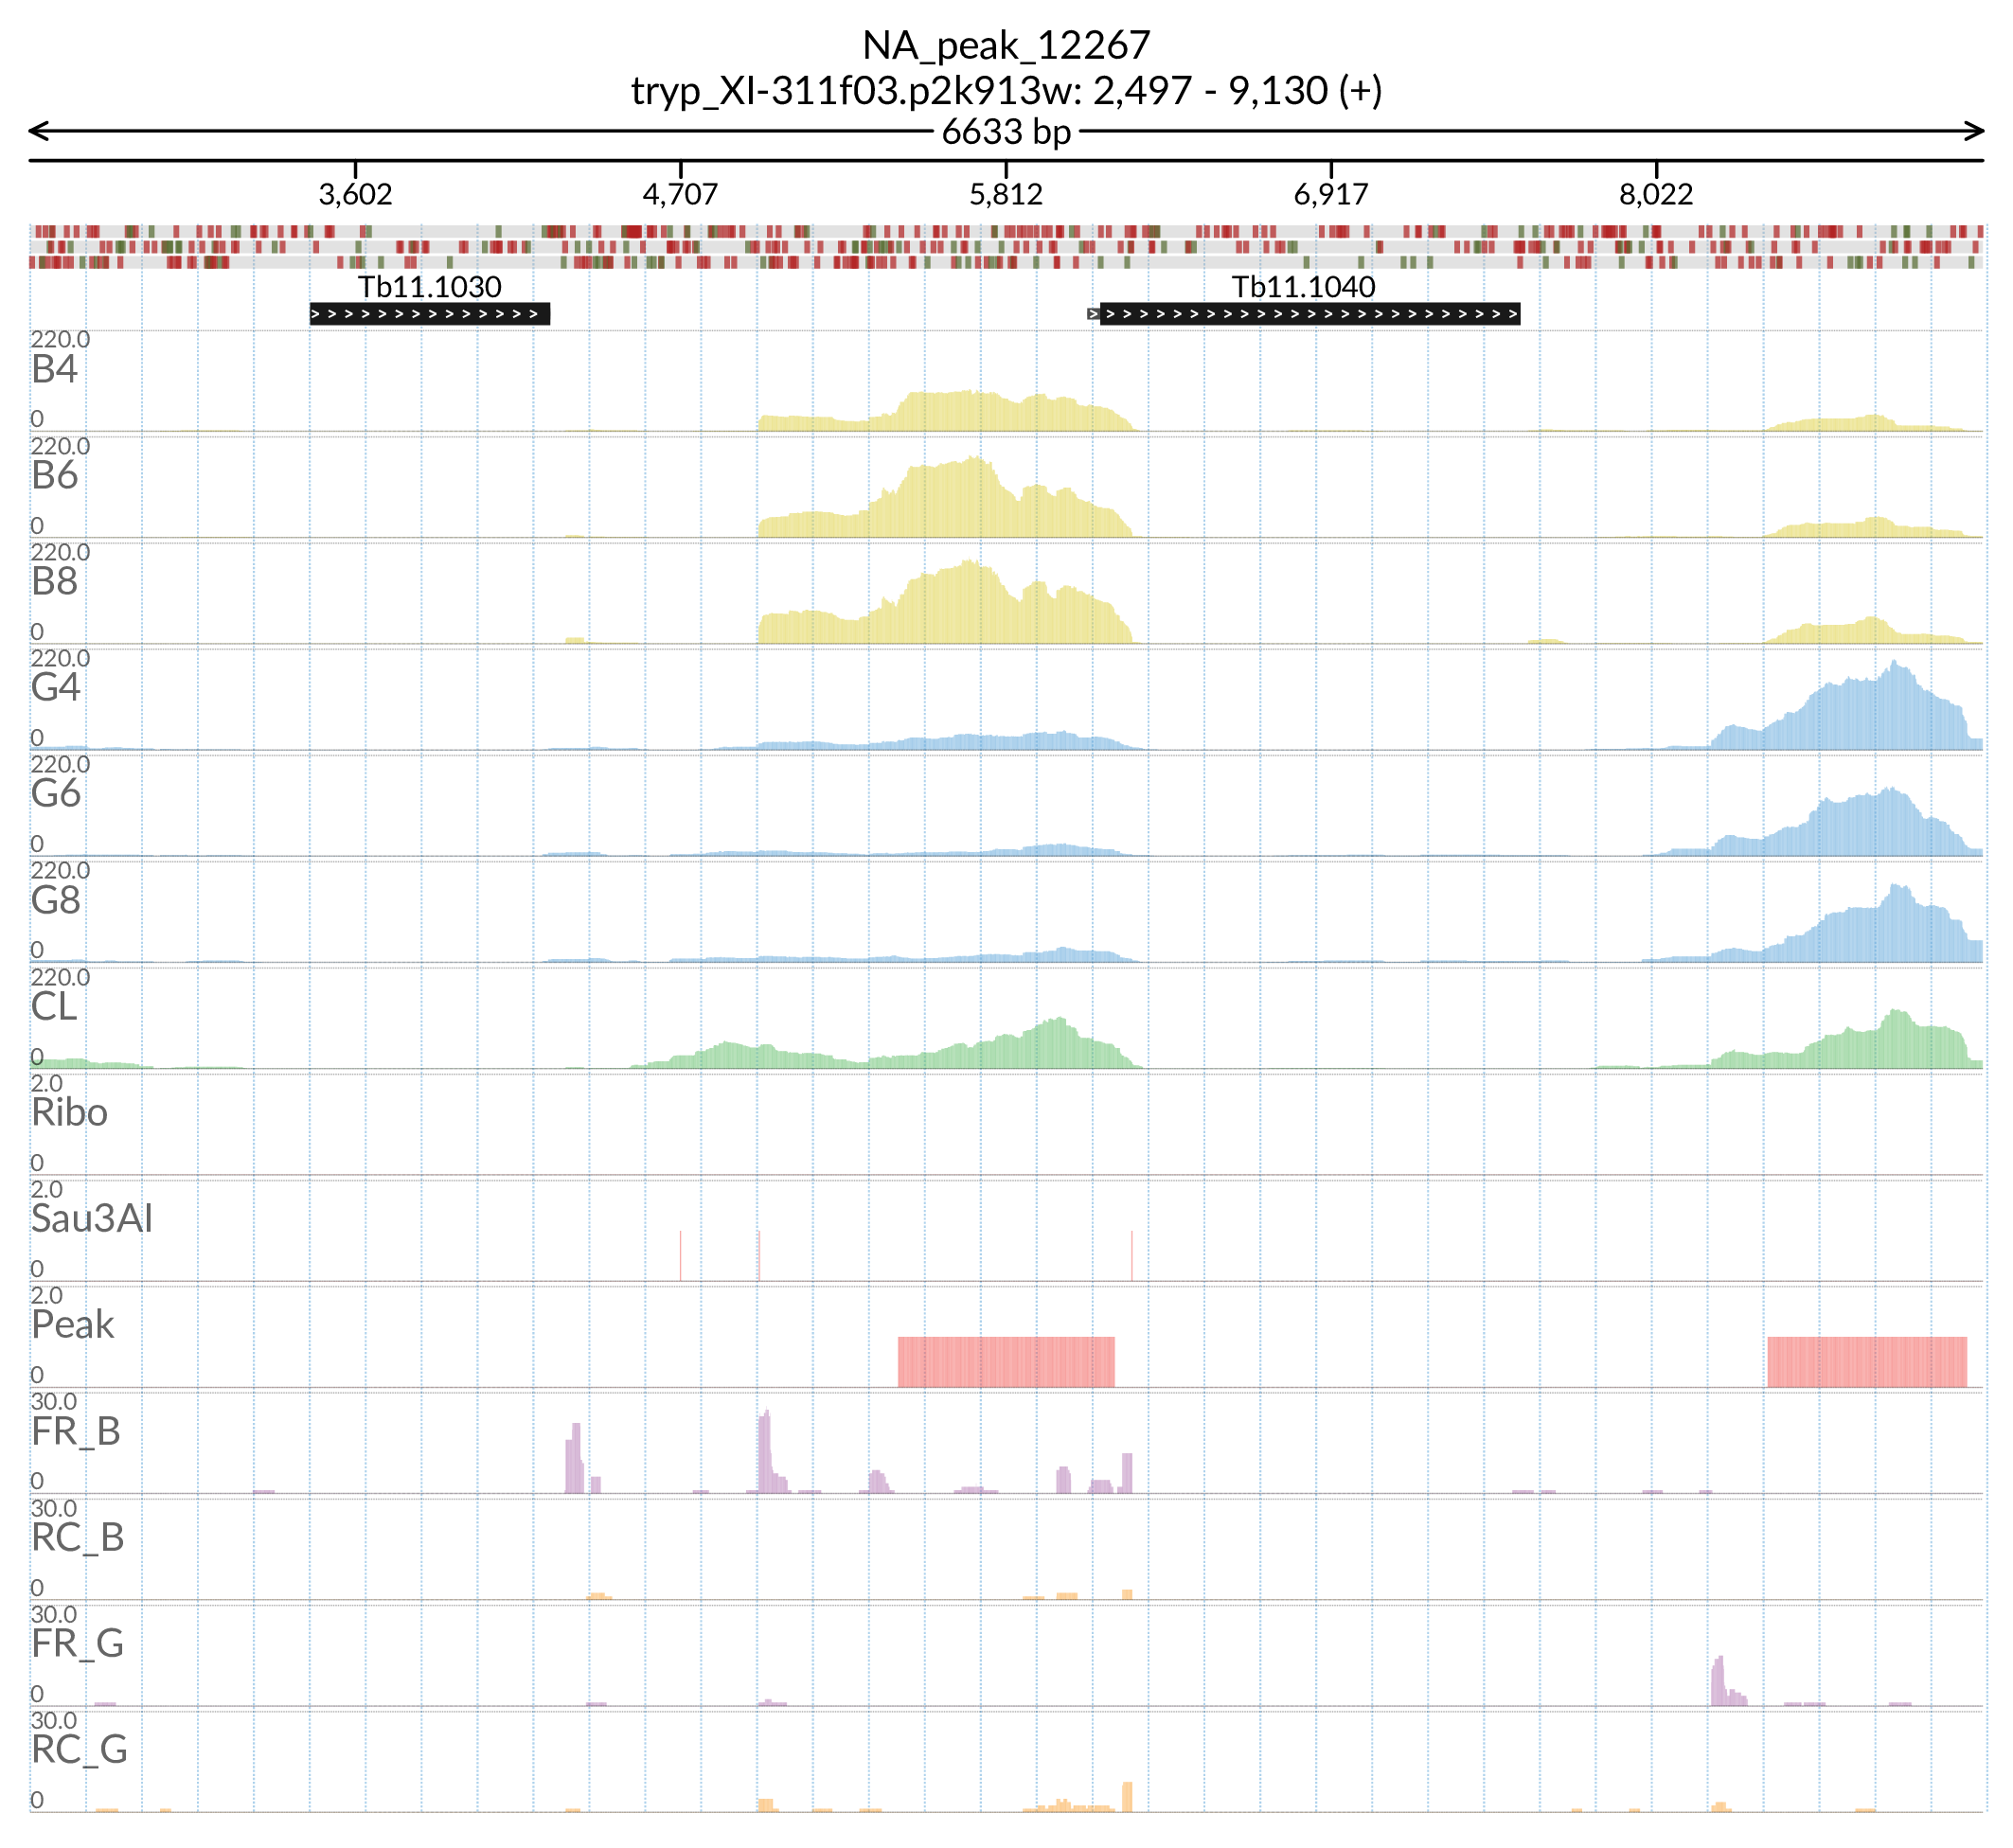 NA_peak_12267
tryp_XI-311f03.p2k913w: 2,497 - 9,130 (+)
6633 bp
3,602 4,707 5,812 6,917 8,022
Tb11.1030 Tb11.1040
220.0
B4
0
220.0
B6
0
220.0
B8
0
220.0
G4
0
220.0
G6
0
220.0
G8
0
220.0
CL
0
2.0
Ribo
0
2.0
Sau3AI
0
2.0
Peak
0
30.0
FR_B
0
30.0
RC_B
0
30.0
FR_G
0
30.0
RC_G
0